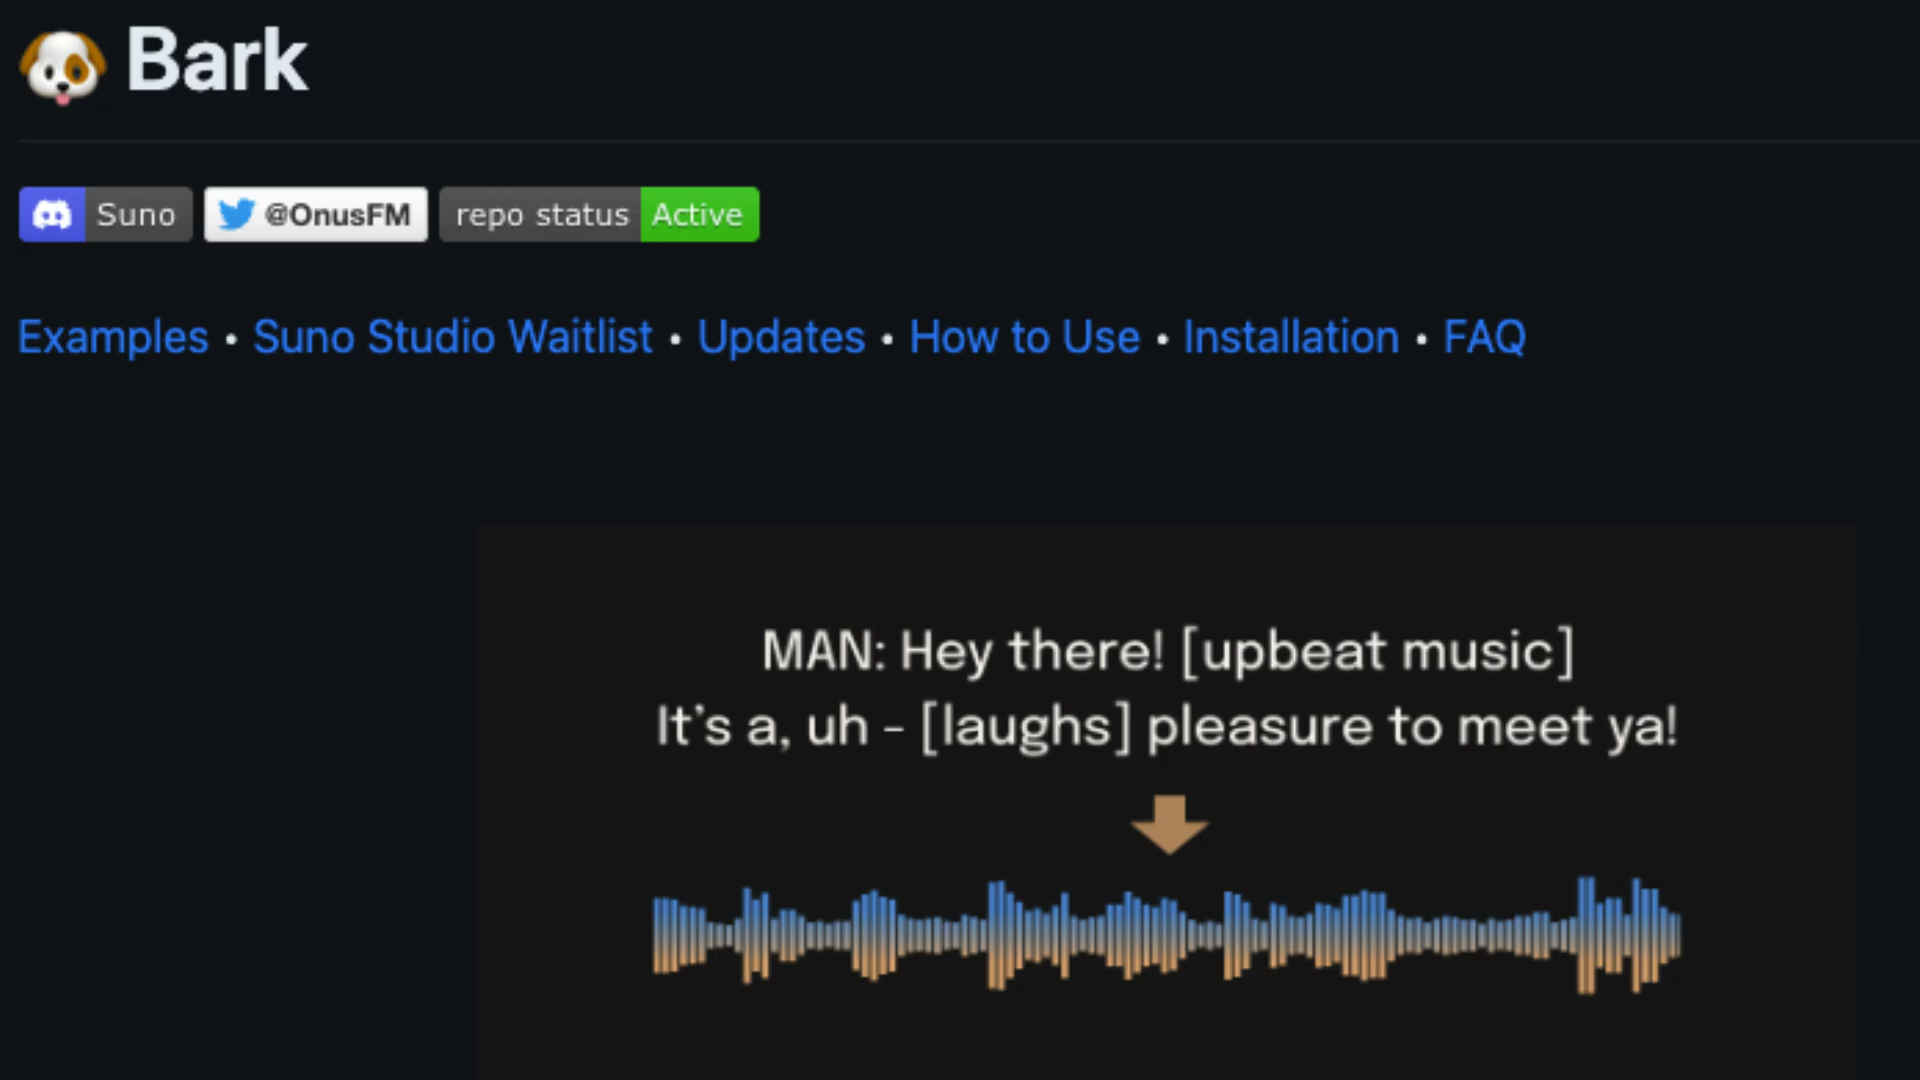 Bark
Suno @OnusFM repo status Active
Examples • Suno Studio Waitlist • Updates • How to Use • Installation • FAQ
MAN: Hey there! [upbeat music]
It’s a, uh – [laughs] pleasure to meet ya!